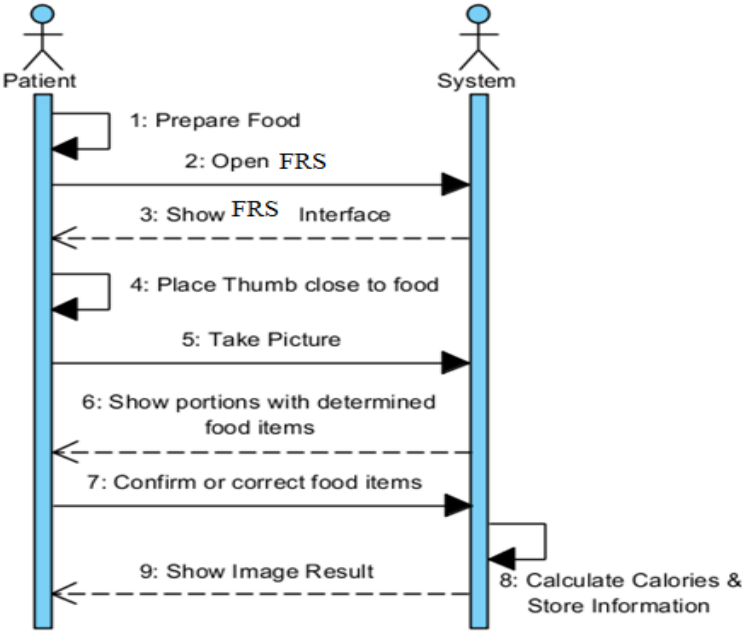 Patient
System
1: Prepare Food
2: Open FRS
3: Show FRS Interface
4: Place Thumb close to food
5: Take Picture
6: Show portions with determined
food items
7: Confirm or correct food items
8: Calculate Calories &
Store Information
9: Show Image Result